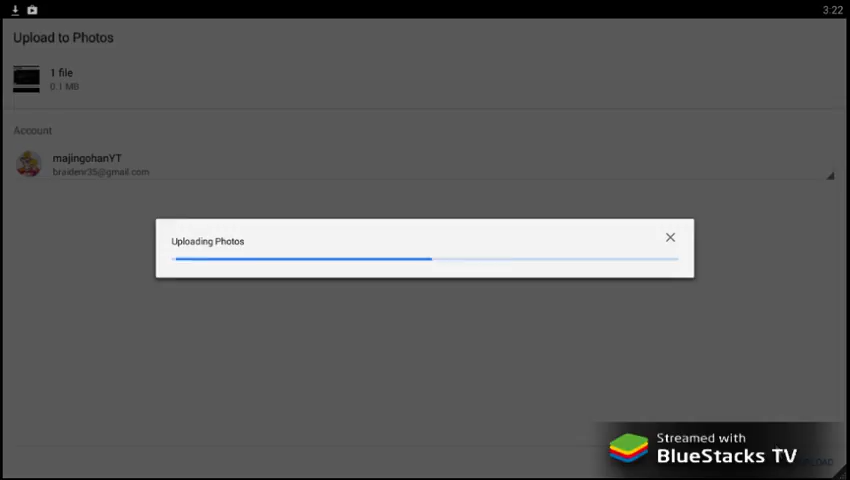 3:22
Upload to Photos
1 file
0.1 MB
Account
majingohanYT
braidenr35@gmail.com
Uploading Photos
Streamed with
BlueStacks TV